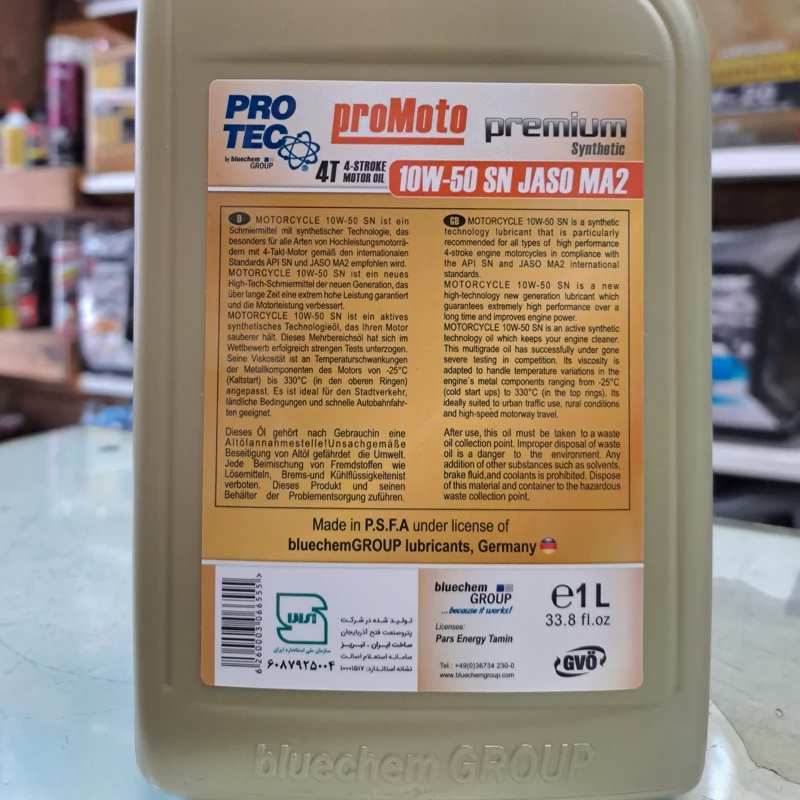 PRO
TEC
by bluechem GROUP
proMoto
premium
Synthetic
4T 4-STROKE
MOTOR OIL
10W-50 SN JASO MA2
D MOTORCYCLE 10W-50 SN ist ein
Schmiermittel mit synthetischer Technologie, das
besonders für alle Arten von Hochleistungsmotorrä-
dern mit 4-Takt-Motor gemäß den internationalen
Standards API SN und JASO MA2 empfohlen wird.
MOTORCYCLE 10W-50 SN ist ein neues
High-Tech-Schmiermittel der neuen Generation, das
über lange Zeit eine extrem hohe Leistung garantiert
und die Motorleistung verbessert.
MOTORCYCLE 10W-50 SN ist ein aktives
synthetisches Technologieöl, das Ihren Motor
sauberer hält. Dieses Mehrbereichsöl hat sich im
Wettbewerb erfolgreich strengen Tests unterzogen.
Seine Viskosität ist an Temperaturschwankungen
der Metallkomponenten des Motors von -25°C
(Kaltstart) bis 330°C (in den oberen Ringen)
angepasst. Es ist ideal für den Stadtverkehr,
ländliche Bedingungen und schnelle Autobahnfahr-
ten geeignet.
Dieses Öl gehört nach Gebrauchin eine
Altölannahmestelle!Unsachgemäße
Beseitigung von Altöl gefährdet die Umwelt.
Jede Beimischung von Fremdstoffen wie
Lösemitteln, Brems-und Kühlflüssigkeitenist
verboten. Dieses Produkt und seinen
Behälter der Problementsorgung zuführen.
GB MOTORCYCLE 10W-50 SN is a synthetic
technology lubricant that is particularly
recommended for all types of high performance
4-stroke engine motorcycles in compliance with
the API SN and JASO MA2 international
standards.
MOTORCYCLE 10W-50 SN is a new
high-technology new generation lubricant which
guarantees extremely high performance over a
long time and improves engine power.
MOTORCYCLE 10W-50 SN is an active synthetic
technology oil which keeps your engine cleaner.
This multigrade oil has successfully under gone
severe testing in competition. Its viscosity is
adapted to handle temperature variations in the
engine`s metal components ranging from -25°C
(cold start ups) to 330°C (in the top rings). Its
ideally suited to urban traffic use, rural conditions
and high-speed motorway travel.
After use, this oil must be taken to a waste
oil collection point. Improper disposal of waste
oil is a danger to the environment. Any
addition of other substances such as solvents,
brake fluid,and coolants is prohibited. Dispose
of this material and container to the hazardous
waste collection point.
Made in P.S.F.A under license of
bluechemGROUP lubricants, Germany
6260003066555
سازمان ملی استاندارد ایران
۶۰۸۷۹۲۵۰۰۴
تولید شده در شرکت
پتروصنعت فتح آذربایجان
ساخت ایران - تبریز
سامانه استعلام اصالت
نشانه استاندارد: ۱۰۰۰۱۵۱۷
bluechem
GROUP
...because it works!
Licensee:
Pars Energy Tamin
Tel.: +49(0)36734 230-0
www.bluechemgroup.com
℮1 L
33.8 fl.oz
GVÖ
bluechem GROUP